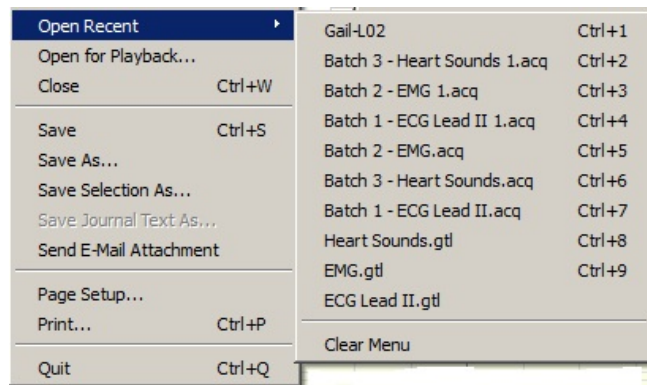 Open Recent
Open for Playback...
Close Ctrl+W
Save Ctrl+S
Save As...
Save Selection As...
Save Journal Text As...
Send E-Mail Attachment
Page Setup...
Print... Ctrl+P
Quit Ctrl+Q
Gail-L02 Ctrl+1
Batch 3 - Heart Sounds 1.acq Ctrl+2
Batch 2 - EMG 1.acq Ctrl+3
Batch 1 - ECG Lead II 1.acq Ctrl+4
Batch 2 - EMG.acq Ctrl+5
Batch 3 - Heart Sounds.acq Ctrl+6
Batch 1 - ECG Lead II.acq Ctrl+7
Heart Sounds.gtl Ctrl+8
EMG.gtl Ctrl+9
ECG Lead II.gtl
Clear Menu